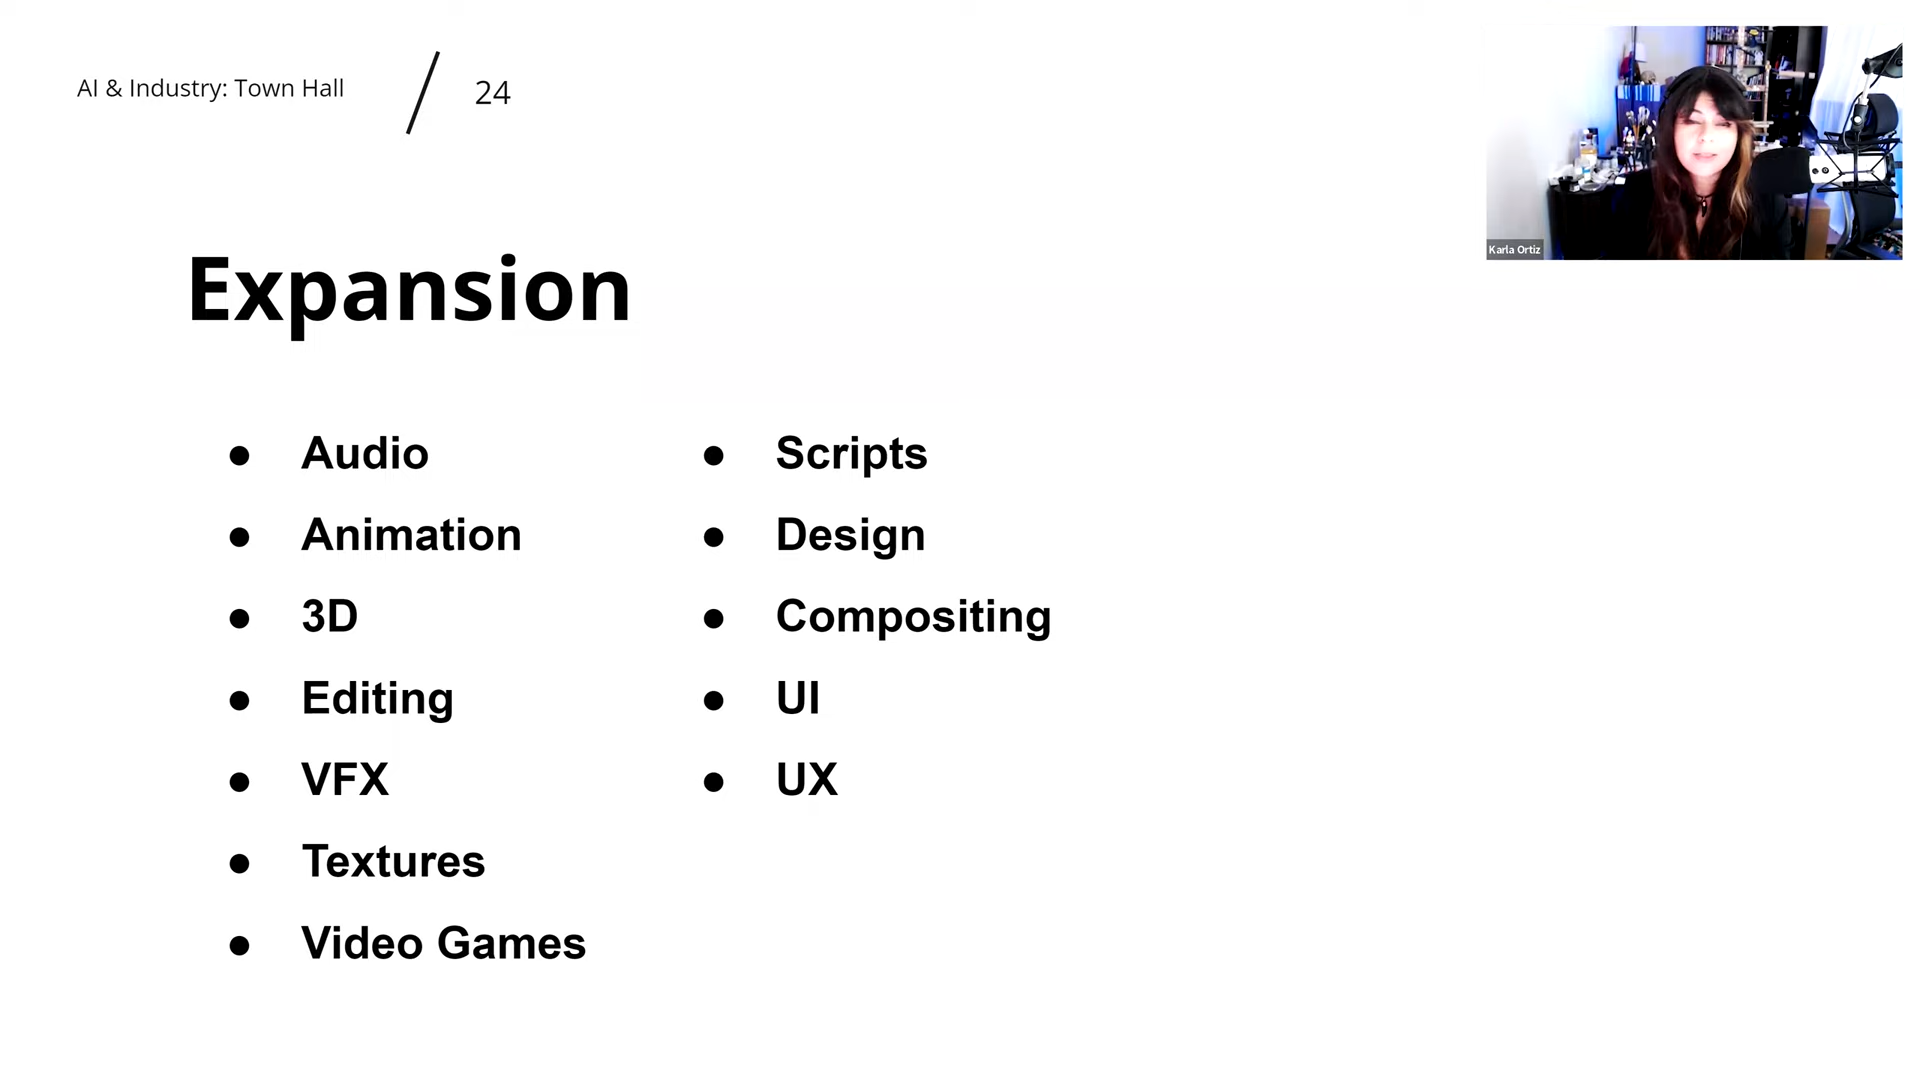 AI & Industry: Town Hall
24
Karla Ortiz
Expansion
● Audio
● Animation
● 3D
● Editing
● VFX
● Textures
● Video Games
● Scripts
● Design
● Compositing
● UI
● UX